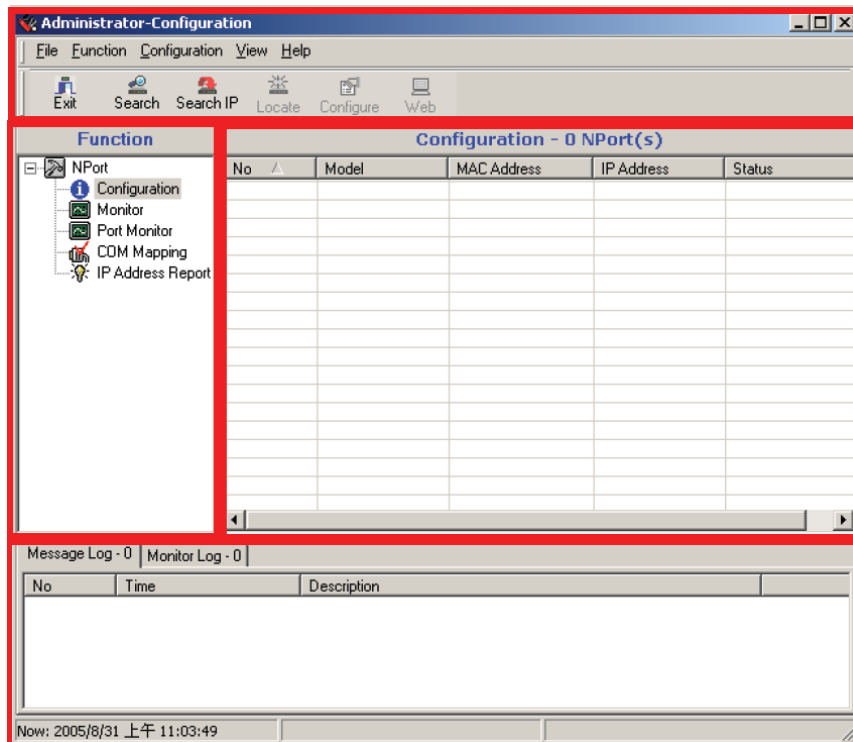 Administrator-Configuration
File Function Configuration View Help
Exit Search Search IP Locate Configure Web
Function
NPort
Configuration
Monitor
Port Monitor
COM Mapping
IP Address Report
Configuration - 0 NPort(s)
No Model MAC Address IP Address Status
Message Log - 0 Monitor Log - 0
No Time Description
Now: 2005/8/31 上午 11:03:49